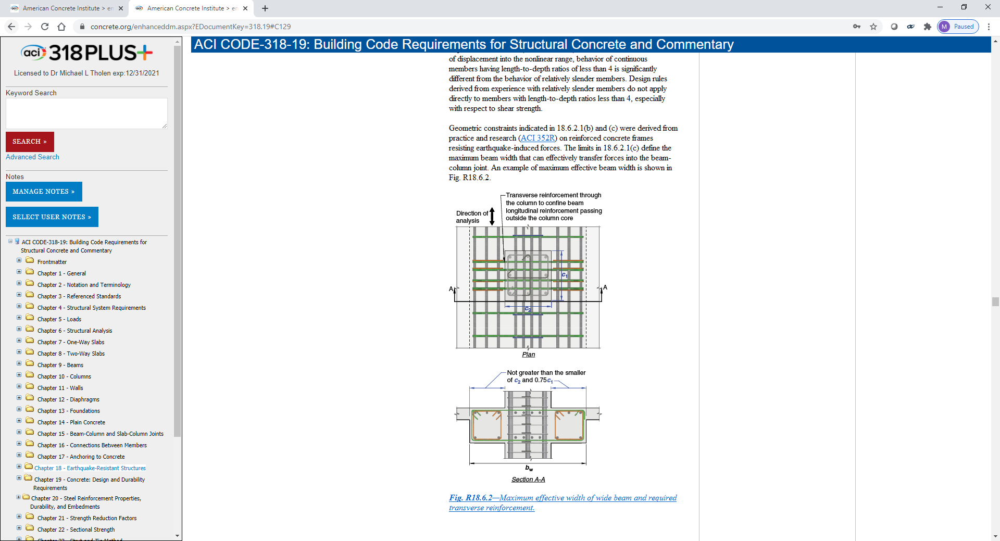 American Concrete Institute > en
American Concrete Institute > en
concrete.org/enhanceddm.aspx?EDocumentKey=318.19#C129
M Paused
aci 318PLUS+
Licensed to Dr Michael L Tholen exp:12/31/2021
Keyword Search
SEARCH »
Advanced Search
Notes
MANAGE NOTES »
SELECT USER NOTES »
ACI CODE-318-19: Building Code Requirements for
Structural Concrete and Commentary
Frontmatter
Chapter 1 - General
Chapter 2 - Notation and Terminology
Chapter 3 - Referenced Standards
Chapter 4 - Structural System Requirements
Chapter 5 - Loads
Chapter 6 - Structural Analysis
Chapter 7 - One-Way Slabs
Chapter 8 - Two-Way Slabs
Chapter 9 - Beams
Chapter 10 - Columns
Chapter 11 - Walls
Chapter 12 - Diaphragms
Chapter 13 - Foundations
Chapter 14 - Plain Concrete
Chapter 15 - Beam-Column and Slab-Column Joints
Chapter 16 - Connections Between Members
Chapter 17 - Anchoring to Concrete
Chapter 18 - Earthquake-Resistant Structures
Chapter 19 - Concrete: Design and Durability
Requirements
Chapter 20 - Steel Reinforcement Properties,
Durability, and Embedments
Chapter 21 - Strength Reduction Factors
Chapter 22 - Sectional Strength
ACI CODE-318-19: Building Code Requirements for Structural Concrete and Commentary
of displacement into the nonlinear range, behavior of continuous
members having length-to-depth ratios of less than 4 is significantly
different from the behavior of relatively slender members. Design rules
derived from experience with relatively slender members do not apply
directly to members with length-to-depth ratios less than 4, especially
with respect to shear strength.
Geometric constraints indicated in 18.6.2.1(b) and (c) were derived from
practice and research (ACI 352R) on reinforced concrete frames
resisting earthquake-induced forces. The limits in 18.6.2.1(c) define the
maximum beam width that can effectively transfer forces into the beam-
column joint. An example of maximum effective beam width is shown in
Fig. R18.6.2.
Transverse reinforcement through
the column to confine beam
longitudinal reinforcement passing
outside the column core
Direction of
analysis
c1
A
A
c2
Plan
Not greater than the smaller
of c2 and 0.75c1
bw
Section A-A
Fig. R18.6.2—Maximum effective width of wide beam and required
transverse reinforcement.